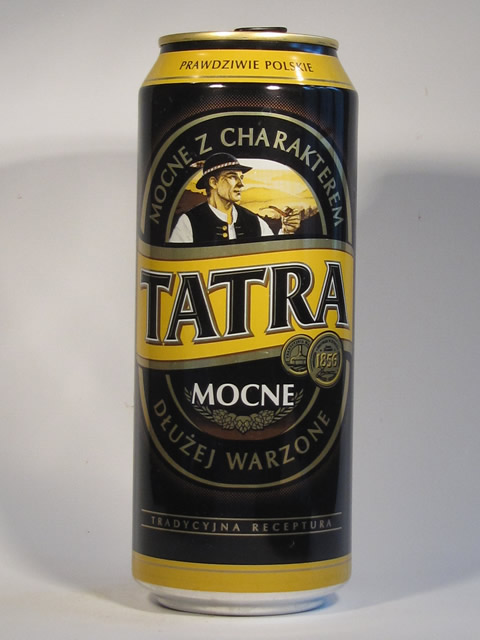 PRAWDZIWIE POLSKIE
MOCNE Z CHARAKTEREM
TATRA
1856
MOCNE
DŁUŻEJ WARZONE
TRADYCYJNA RECEPTURA